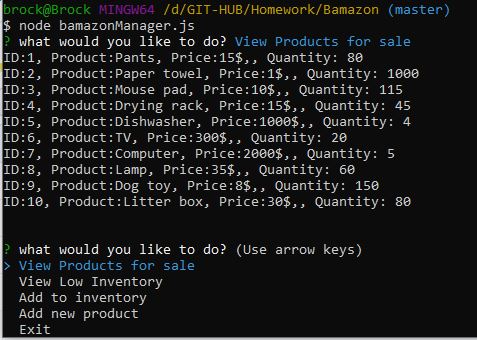 brock@Brock MINGW64 /d/GIT-HUB/Homework/Bamazon (master)
$ node bamazonManager.js
? what would you like to do? View Products for sale
ID:1, Product:Pants, Price:15$,, Quantity: 80
ID:2, Product:Paper towel, Price:1$,, Quantity: 1000
ID:3, Product:Mouse pad, Price:10$,, Quantity: 115
ID:4, Product:Drying rack, Price:15$,, Quantity: 45
ID:5, Product:Dishwasher, Price:1000$,, Quantity: 4
ID:6, Product:TV, Price:300$,, Quantity: 20
ID:7, Product:Computer, Price:2000$,, Quantity: 5
ID:8, Product:Lamp, Price:35$,, Quantity: 60
ID:9, Product:Dog toy, Price:8$,, Quantity: 150
ID:10, Product:Litter box, Price:30$,, Quantity: 80
? what would you like to do? (Use arrow keys)
> View Products for sale
View Low Inventory
Add to inventory
Add new product
Exit